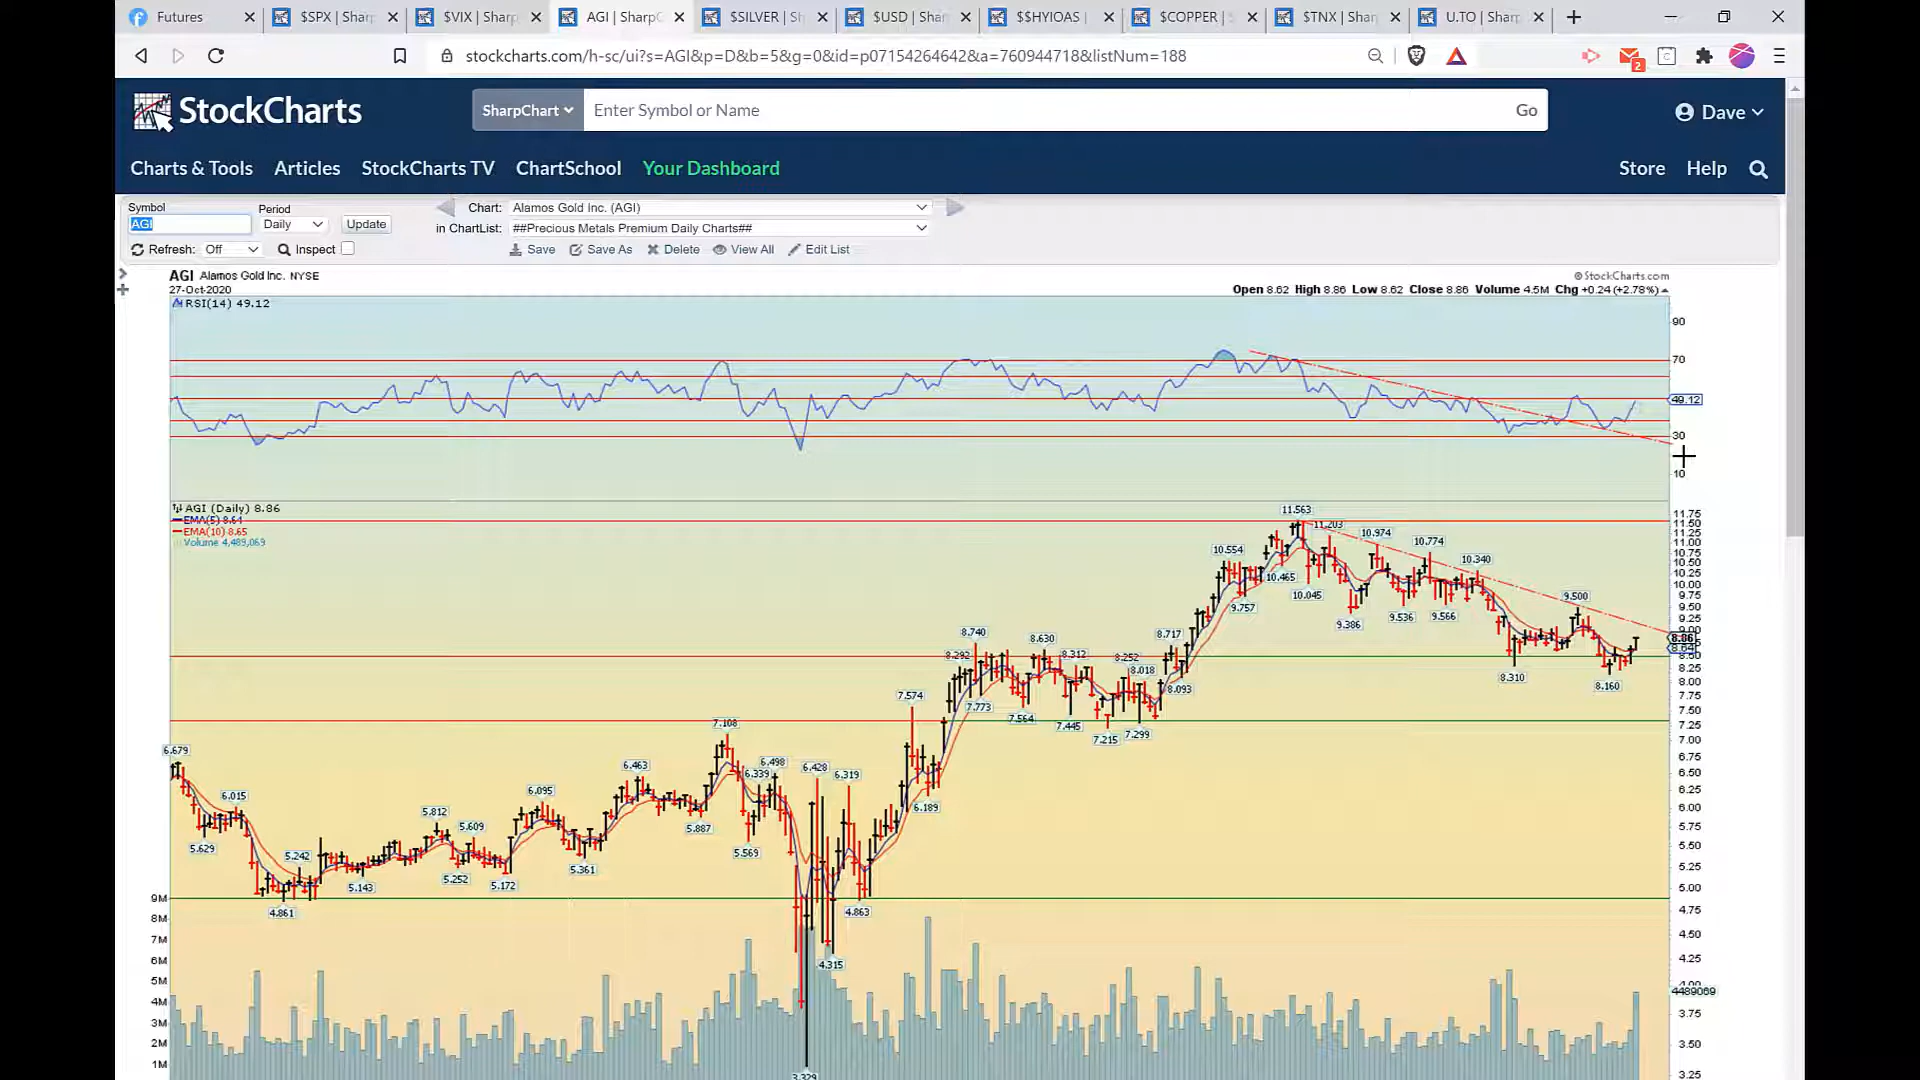 Futures
$SPX | Shar
$VIX | Sharp
AGI | SharpC
$SILVER | S
$USD | Shar
$$HYIOAS |
$COPPER |
$TNX | Shar
U.TO | Sharp
stockcharts.com/h-sc/ui?s=AGI&p=D&b=5&g=0&id=p07154264642&a=760944718&listNum=188
2
StockCharts
SharpChart
Enter Symbol or Name
Go
Dave
Charts & Tools
Articles
StockCharts TV
ChartSchool
Your Dashboard
Store
Help
Symbol
Period
AGI
Daily
Update
Chart: Alamos Gold Inc. (AGI)
in ChartList: ##Precious Metals Premium Daily Charts##
Refresh: Off
Inspect
Save
Save As
Delete
View All
Edit List
AGI Alamos Gold Inc. NYSE
© StockCharts.com
27-Oct-2020
Open 8.62 High 8.86 Low 8.62 Close 8.86 Volume 4.5M Chg +0.24 (+2.78%)
RSI(14) 49.12
90
70
49.12
30
10
AGI (Daily) 8.86
EMA(5) 8.64
EMA(10) 8.65
Volume 4,489,069
11.563
11.203
10.974
10.774
10.340
10.554
10.465
10.045
9.757
9.386
9.536
9.566
9.500
8.740
8.630
8.717
8.292
8.312
8.252
8.018
8.093
8.310
8.160
7.773
7.564
7.445
7.215
7.299
7.574
7.108
6.679
6.015
5.629
5.242
4.861
5.143
5.812
5.609
5.252
5.172
6.095
5.361
6.463
5.887
6.339
6.498
5.569
6.428
6.319
6.189
4.863
4.315
3.329
11.75
11.50
11.25
11.00
10.75
10.50
10.25
10.00
9.75
9.50
9.25
9.00
8.86
8.64
8.50
8.25
8.00
7.75
7.50
7.25
7.00
6.75
6.50
6.25
6.00
5.75
5.50
5.25
5.00
4.75
4.50
4.25
4.00
4489069
3.75
3.50
3.25
9M
8M
7M
6M
5M
4M
3M
2M
1M